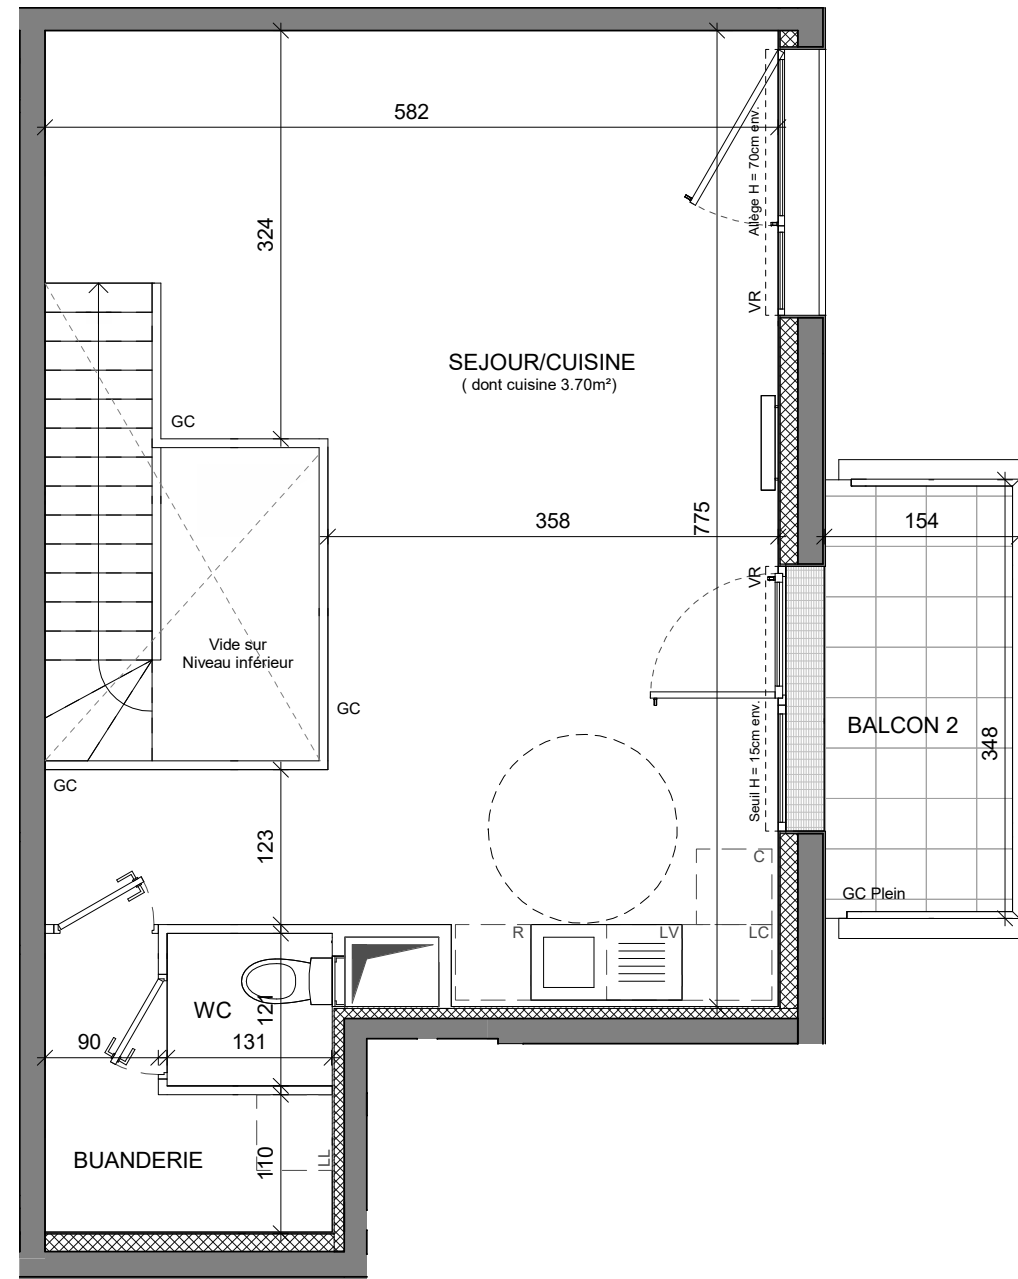 582
Allège H = 70cm env.
324
VR
SEJOUR/CUISINE
( dont cuisine 3.70m²)
GC
358
775
154
VR
Vide sur
Niveau inférieur
GC
BALCON 2
348
Seuil H = 15cm env.
GC
123
C
GC Plein
R
LV
LC
WC
121
90
131
BUANDERIE
110
LL